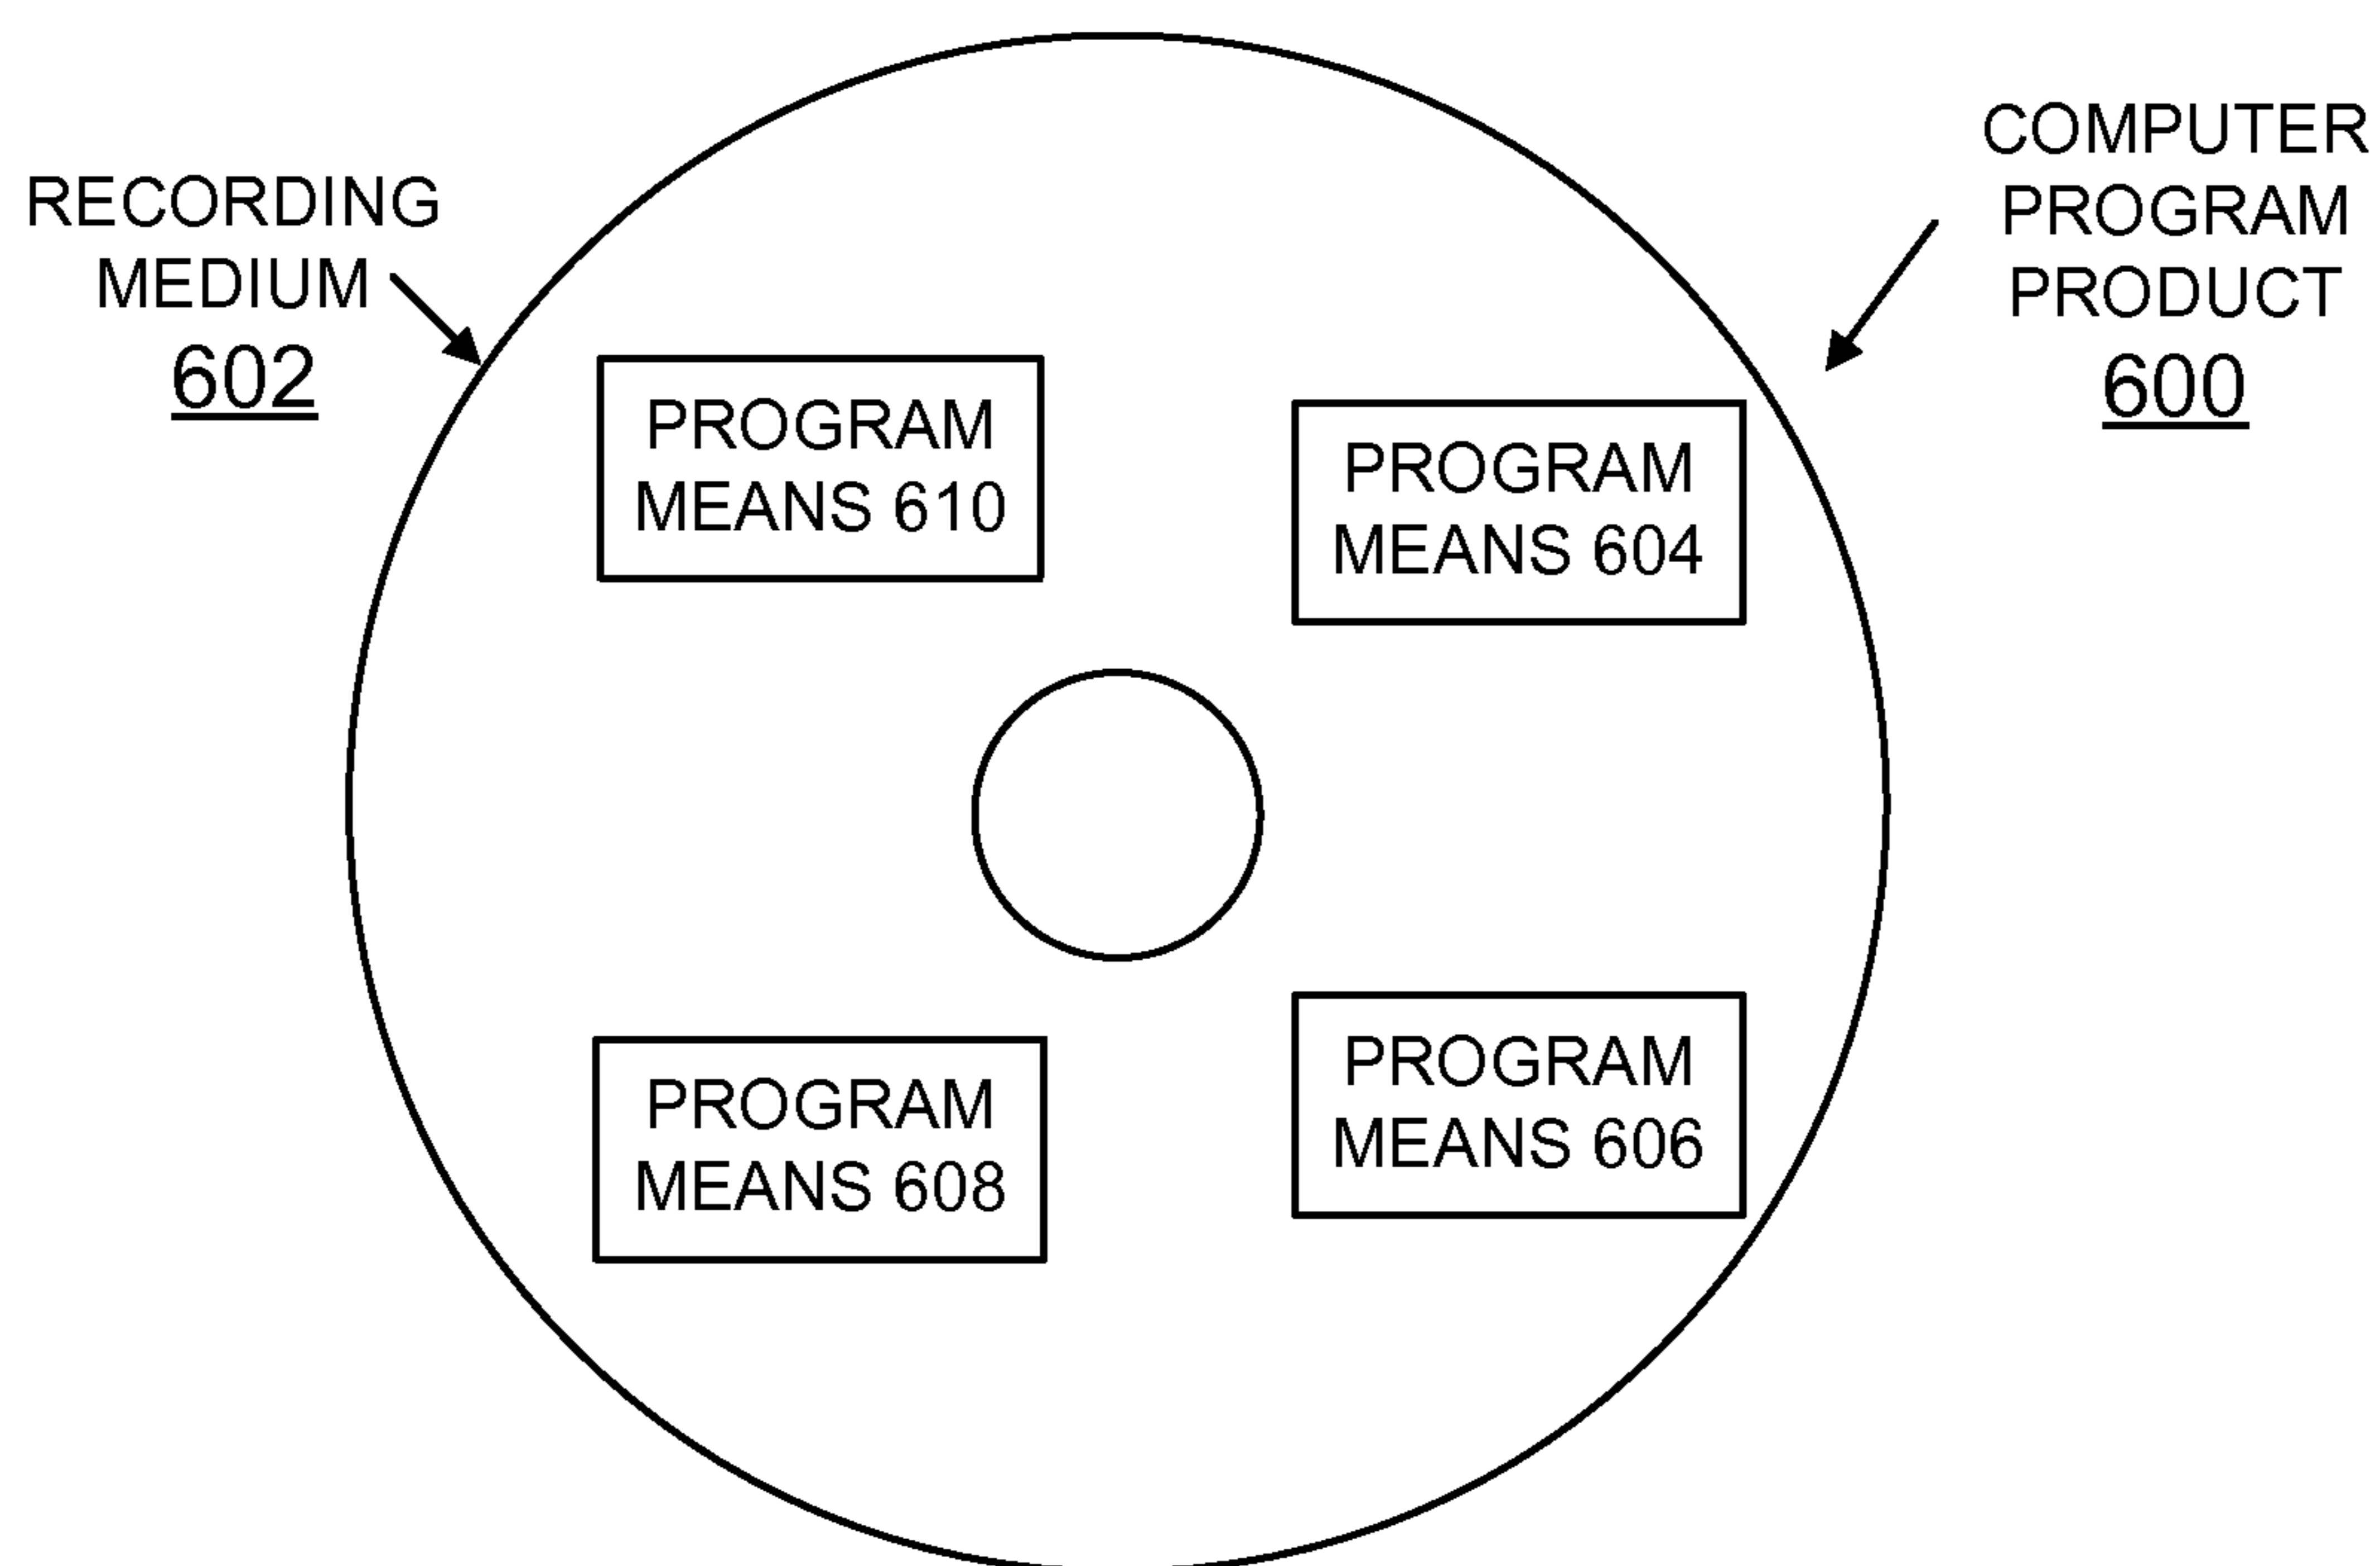 RECORDING
MEDIUM
602
COMPUTER
PROGRAM
PRODUCT
600
PROGRAM
MEANS 610
PROGRAM
MEANS 604
PROGRAM
MEANS 608
PROGRAM
MEANS 606